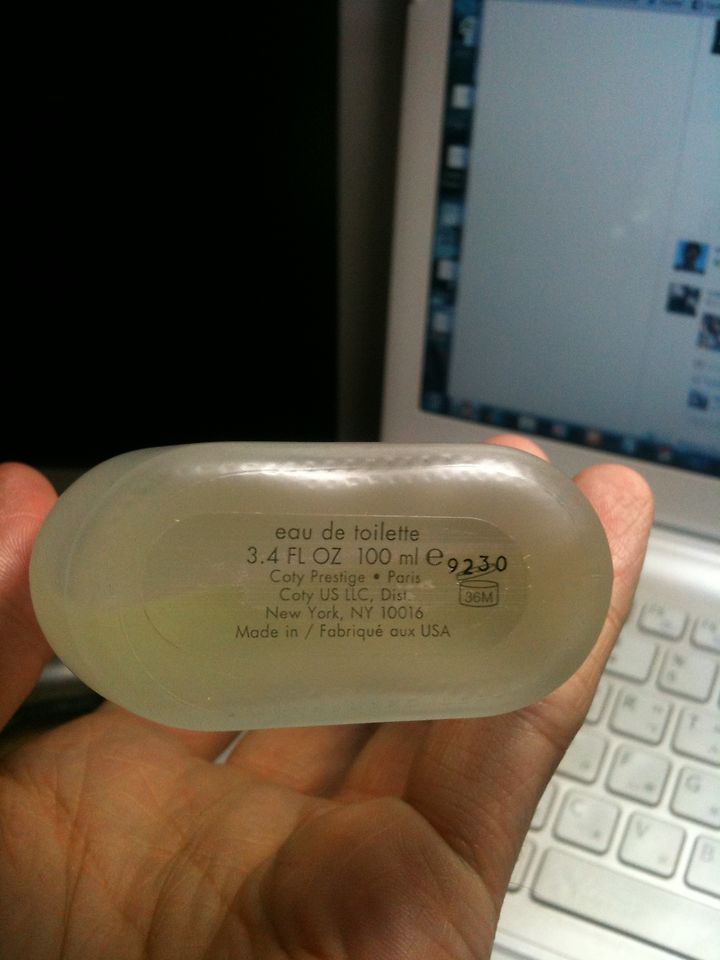 eau de toilette
3.4 FL OZ 100 ml ℮ 9230
Coty Prestige • Paris
Coty US LLC, Dist.
New York, NY 10016
36M
Made in / Fabriqué aux USA
R
T
F
G
C
V
B